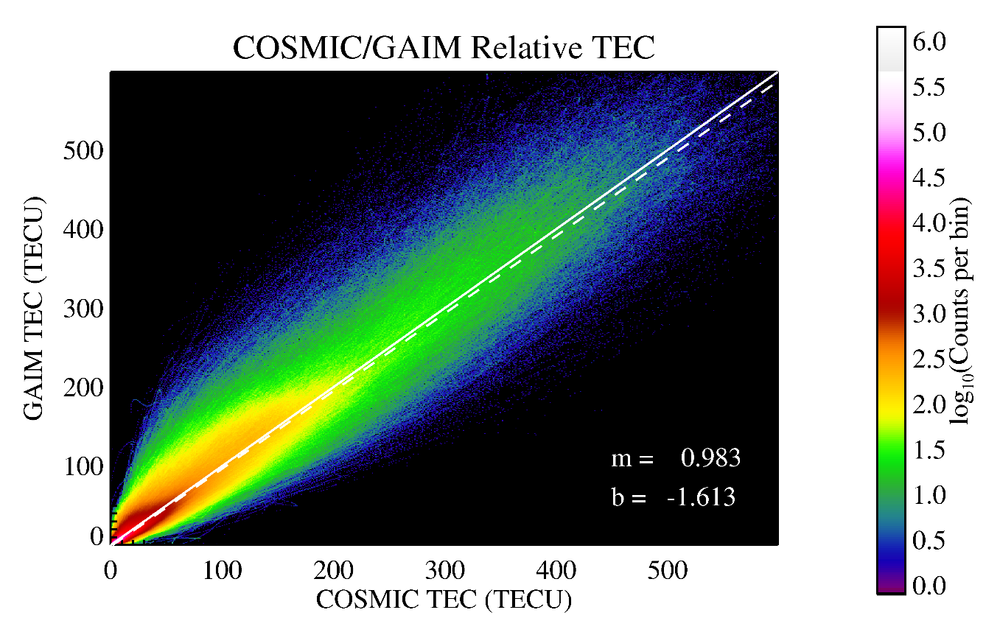 COSMIC/GAIM Relative TEC
GAIM TEC (TECU)
500
400
300
200
100
0
m = 0.983
b = -1.613
0 100 200 300 400 500
COSMIC TEC (TECU)
6.0
5.5
5.0
4.5
4.0
3.5
3.0
2.5
2.0
1.5
1.0
0.5
0.0
log₁₀(Counts per bin)